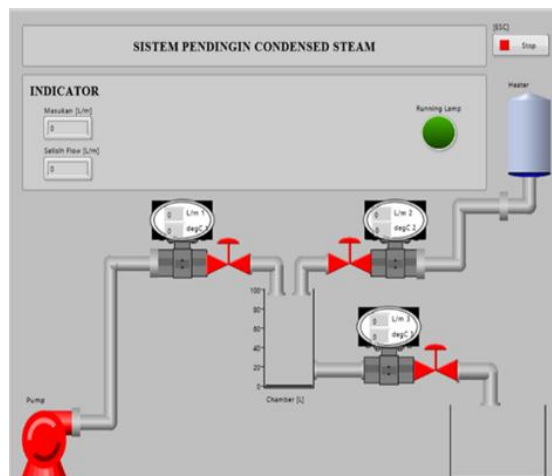 [ESC]
SISTEM PENDINGIN CONDENSED STEAM
Stop
INDICATOR
Masukan [L/m]
0
Selisih Flow [L/m]
0
Running Lamp
Heater
0 L/m 1
0 degC 1
0 L/m 2
0 degC 2
100
80
60
40
20
0
0 L/m 3
0 degC 3
Chamber [L]
Pump